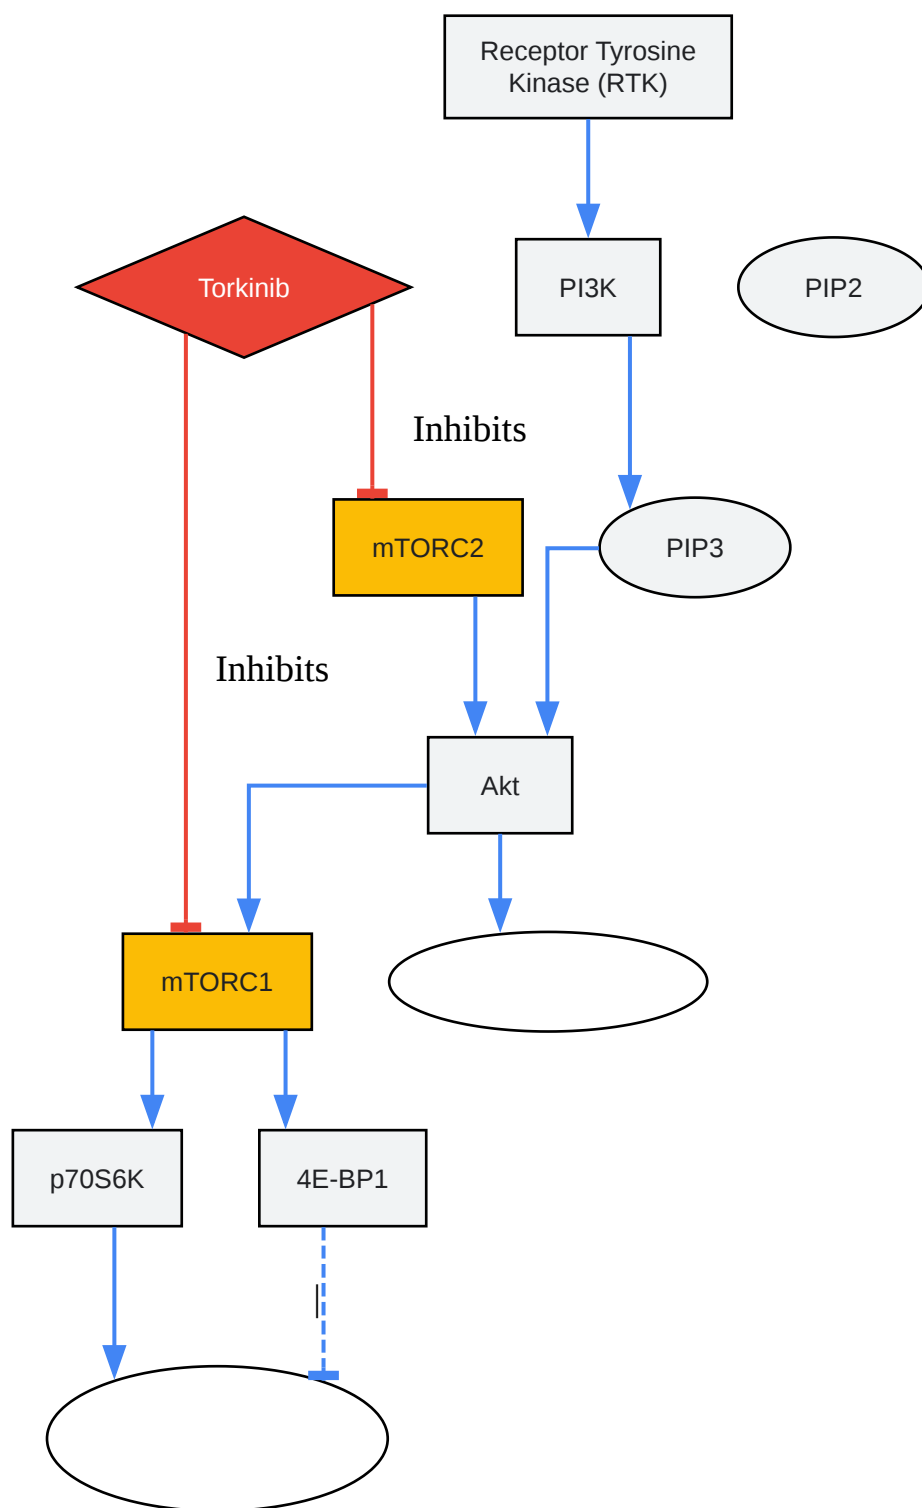 Receptor Tyrosine
Kinase (RTK)
Torkinib
PI3K
PIP2
Inhibits
mTORC2
PIP3
Inhibits
Akt
mTORC1
p70S6K
4E-BP1
|